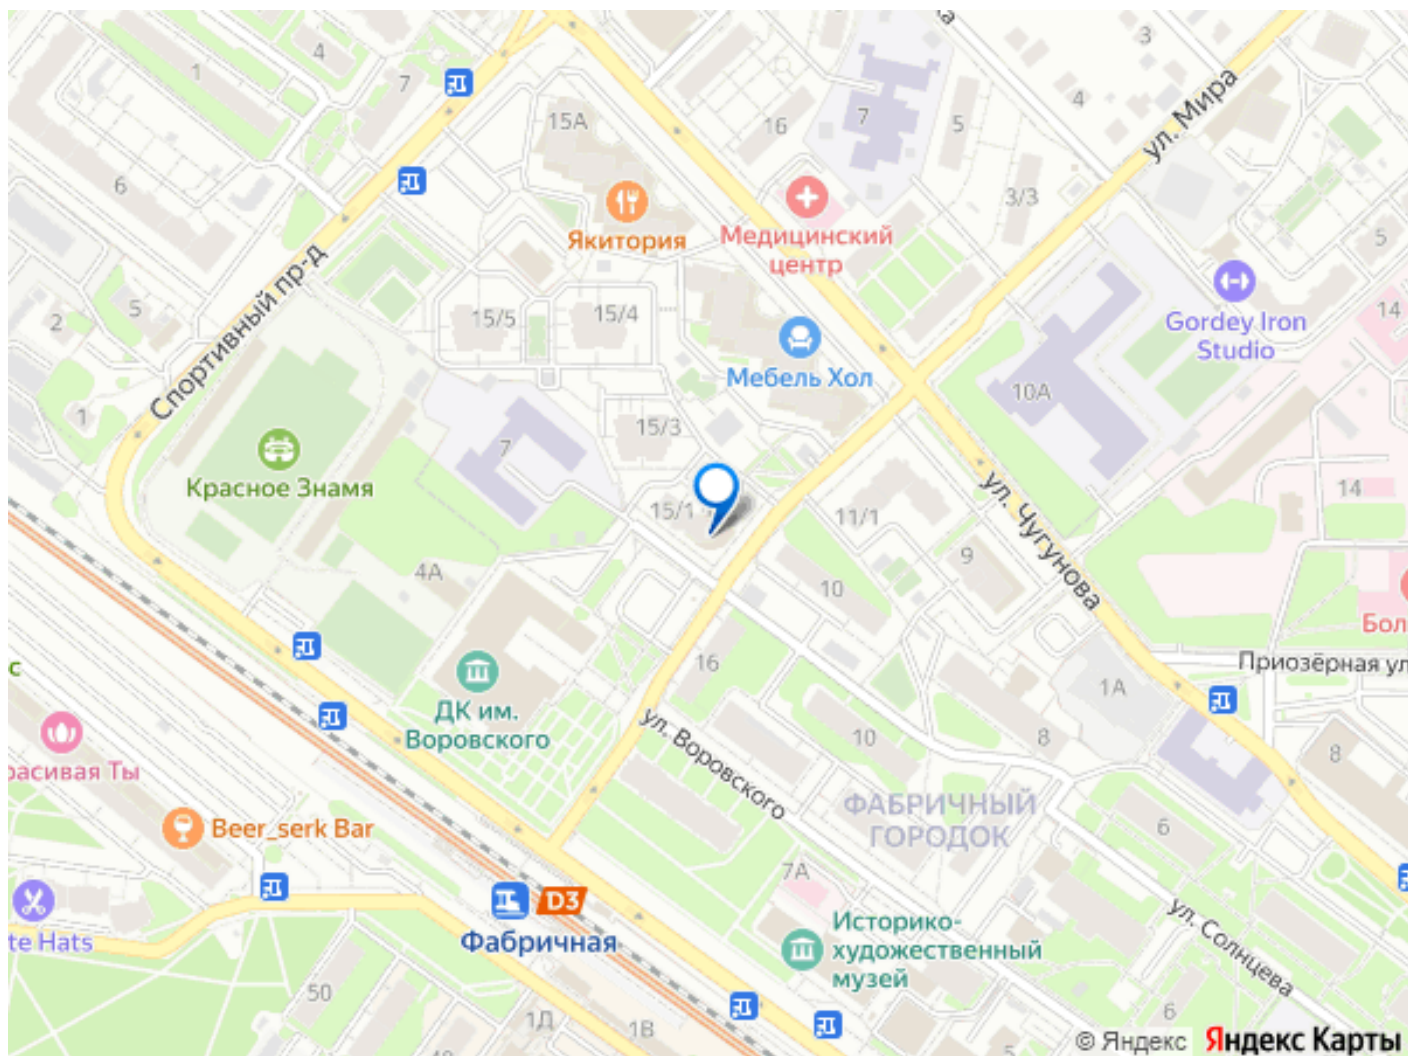 4
1
7
3
4
15А
16
7
5
ул. Мира
6
3/3
Якитория
Медицинский
центр
5
Спортивный пр-д
2
5
15/5
15/4
Gordey Iron
Studio
14
Мебель Хол
10А
1
15/3
7
Красное Знамя
15/1
11/1
14
ул. Чугунова
9
4А
10
Бол
16
Приозёрная ул
с
1А
ДК им.
Воровского
ул. Воровского
10
8
8
расивая Ты
ФАБРИЧНЫЙ
ГОРОДОК
Beer_serk Bar
6
7А
6
D3
Фабричная
te Hats
Историко-
художественный
музей
ул. Солнцева
50
1Д
1В
6
© Яндекс
Яндекс Карты